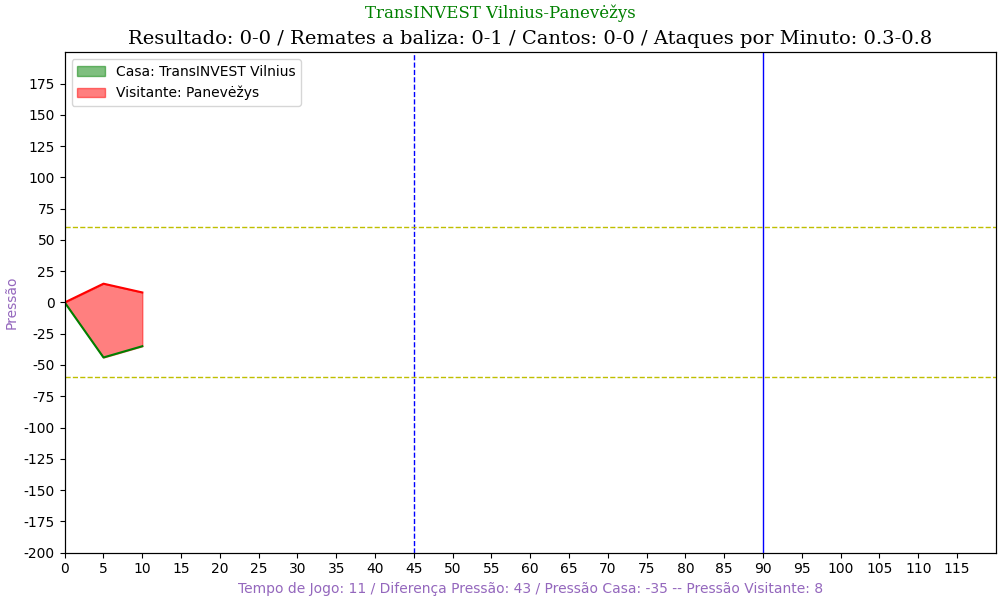 TransINVEST Vilnius-Panevėžys
Resultado: 0-0 / Remates a baliza: 0-1 / Cantos: 0-0 / Ataques por Minuto: 0.3-0.8
Casa: TransINVEST Vilnius
Visitante: Panevėžys
Pressão
175
150
125
100
75
50
25
0
-25
-50
-75
-100
-125
-150
-175
-200
0 5 10 15 20 25 30 35 40 45 50 55 60 65 70 75 80 85 90 95 100 105 110 115
Tempo de Jogo: 11 / Diferença Pressão: 43 / Pressão Casa: -35 -- Pressão Visitante: 8